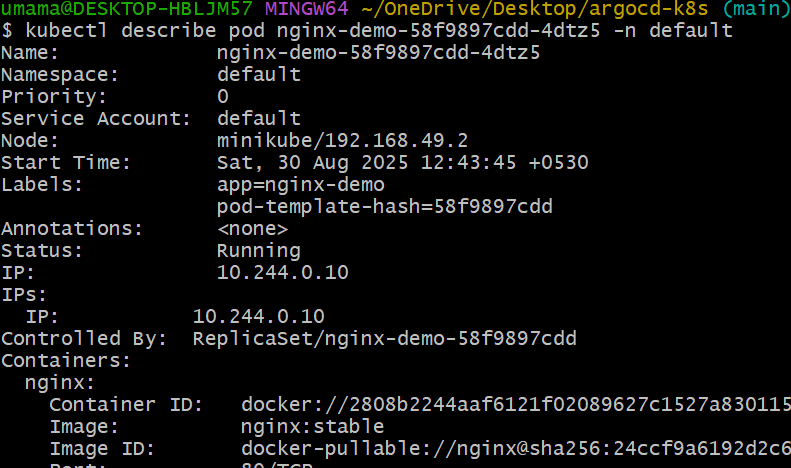 umama@DESKTOP-HBLJM57 MINGW64 ~/OneDrive/Desktop/argocd-k8s (main)
$ kubectl describe pod nginx-demo-58f9897cdd-4dtz5 -n default
Name:             nginx-demo-58f9897cdd-4dtz5
Namespace:        default
Priority:         0
Service Account:  default
Node:             minikube/192.168.49.2
Start Time:       Sat, 30 Aug 2025 12:43:45 +0530
Labels:           app=nginx-demo
                  pod-template-hash=58f9897cdd
Annotations:      <none>
Status:           Running
IP:               10.244.0.10
IPs:
  IP:           10.244.0.10
Controlled By:  ReplicaSet/nginx-demo-58f9897cdd
Containers:
  nginx:
    Container ID:   docker://2808b2244aaf6121f02089627c1527a830115
    Image:          nginx:stable
    Image ID:       docker-pullable://nginx@sha256:24ccf9a6192d2c6
    Port:           80/TCP